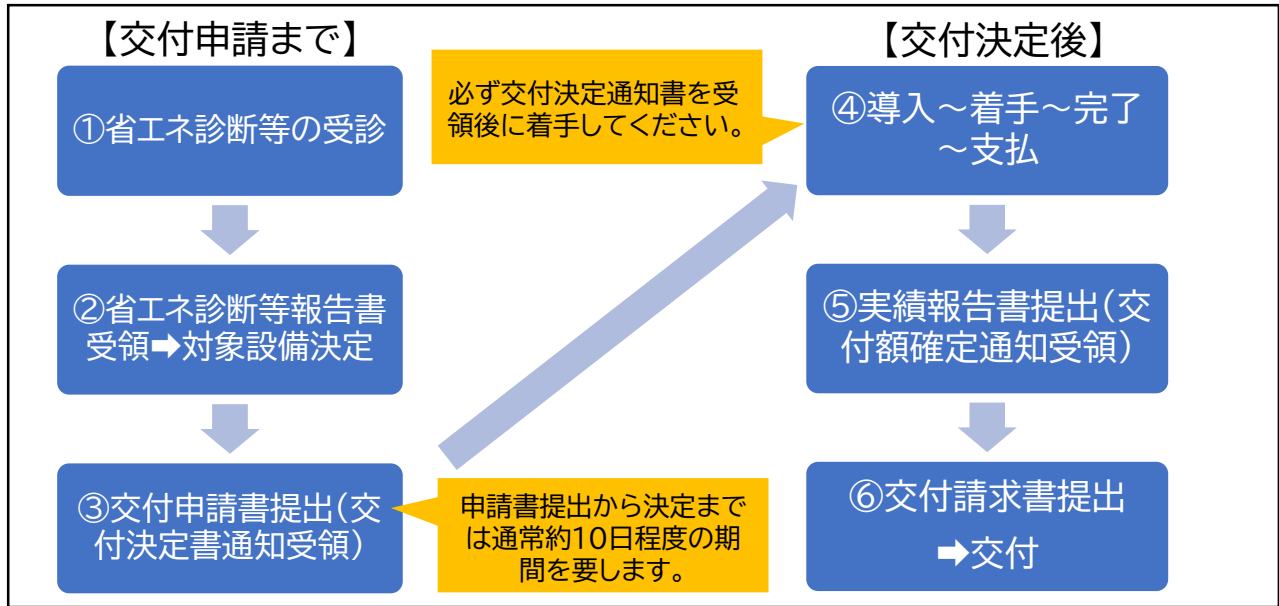 【交付申請まで】
①省エネ診断等の受診
②省エネ診断等報告書
受領➡対象設備決定
③交付申請書提出(交
付決定書通知受領)
申請書提出から決定まで
は通常約10日程度の期
間を要します。
【交付決定後】
必ず交付決定通知書を受
領後に着手してください。
④導入～着手～完了
～支払
⑤実績報告書提出(交
付額確定通知受領)
⑥交付請求書提出
➡交付